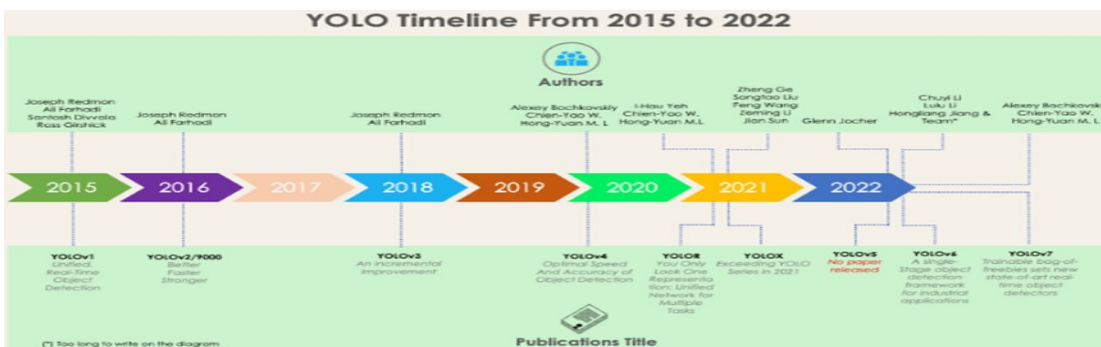 YOLO Timeline From 2015 to 2022
Authors
Joseph Redmon
Ali Farhadi
Santosh Divvala
Ross Girshick
Joseph Redmon
Ali Farhadi
Joseph Redmon
Ali Farhadi
Alexey Bochkovskiy
Chien-Yao W.
Hong-Yuan M. L
I-Hau Yeh
Chien-Yao W.
Hong-Yuan M.L
Zheng Ge
Songtao Liu
Feng Wang
Zeming Li
Jian Sun
Glenn Jocher
Chuyi Li
Lulu Li
Hongliang Jiang &
Team*
Alexey Bochkovski
Chien-Yao W.
Hong-Yuan M. L
2015
2016
2017
2018
2019
2020
2021
2022
YOLOv1
Unified,
Real-Time
Object
Detection
YOLOv2/9000
Better
Faster
Stronger
YOLOv3
An Incremental
Improvement
YOLOv4
Optimal Speed
And Accuracy of
Object Detection
YOLOR
You Only
Look One
Representa-
tion: Unified
Network for
Multiple
Tasks
YOLOX
Exceeding YOLO
Series in 2021
YOLOv5
No paper
released
YOLOv6
A single-
Stage object
detection
framework
for industrial
applications
YOLOv7
Trainable bag-of-
freebies sets new
state-of-art real-
time object
detectors
Publications Title
(*) Too long to write on the diagram